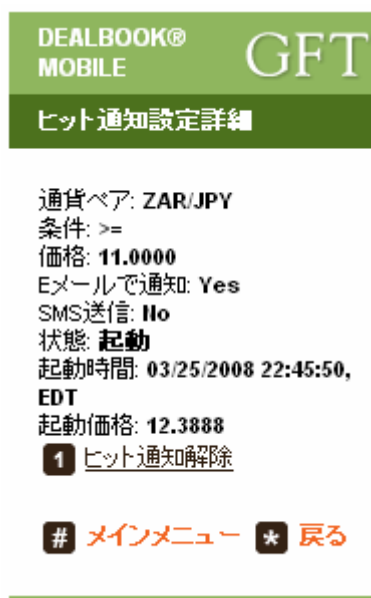 DEALBOOK®
MOBILE
GFT
ヒット通知設定詳細
通貨ペア: ZAR/JPY
条件: >=
価格: 11.0000
Eメールで通知: Yes
SMS送信: No
状態: 起動
起動時間: 03/25/2008 22:45:50,
EDT
起動価格: 12.3888
1 ヒット通知解除
# メインメニュー * 戻る